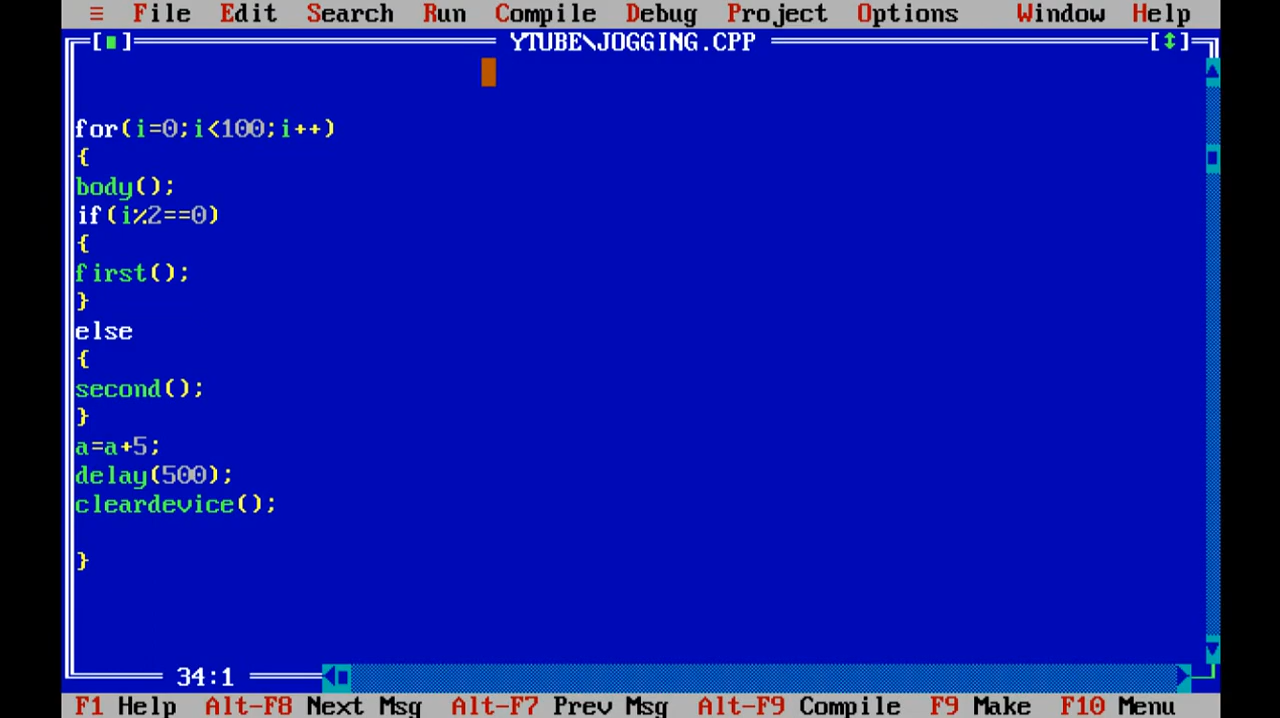 ≡ File Edit Search Run Compile Debug Project Options Window Help
[■] YTUBE\JOGGING.CPP [↕]
for(i=0;i<100;i++)
{
body();
if(i%2==0)
{
first();
}
else
{
second();
}
a=a+5;
delay(500);
cleardevice();
}
34:1
F1 Help Alt-F8 Next Msg Alt-F7 Prev Msg Alt-F9 Compile F9 Make F10 Menu